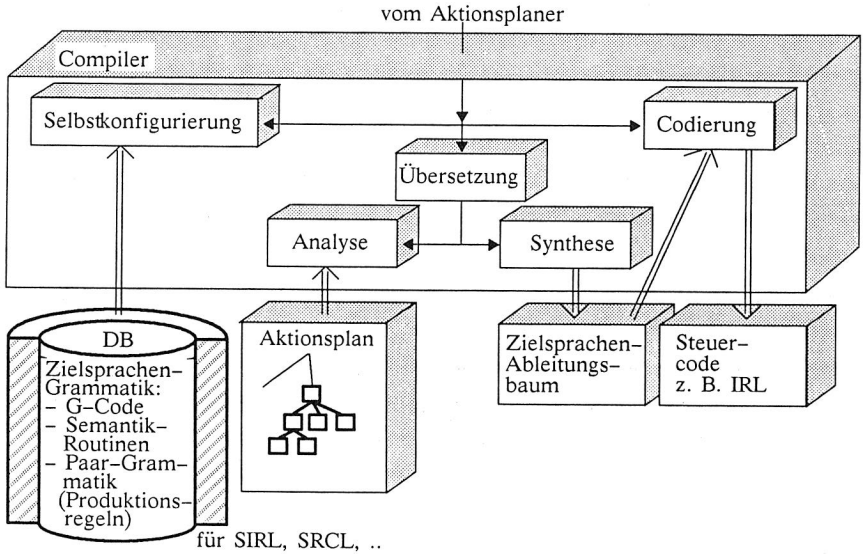 vom Aktionsplaner
Compiler
Selbstkonfigurierung
Codierung
Übersetzung
Analyse
Synthese
DB
Zielsprachen-
Grammatik:
- G-Code
- Semantik-
Routinen
- Paar-Gram-
matik
(Produktions-
regeln)
Aktionsplan
Zielsprachen-
Ableitungs-
baum
Steuer-
code
z. B. IRL
für SIRL, SRCL, ..